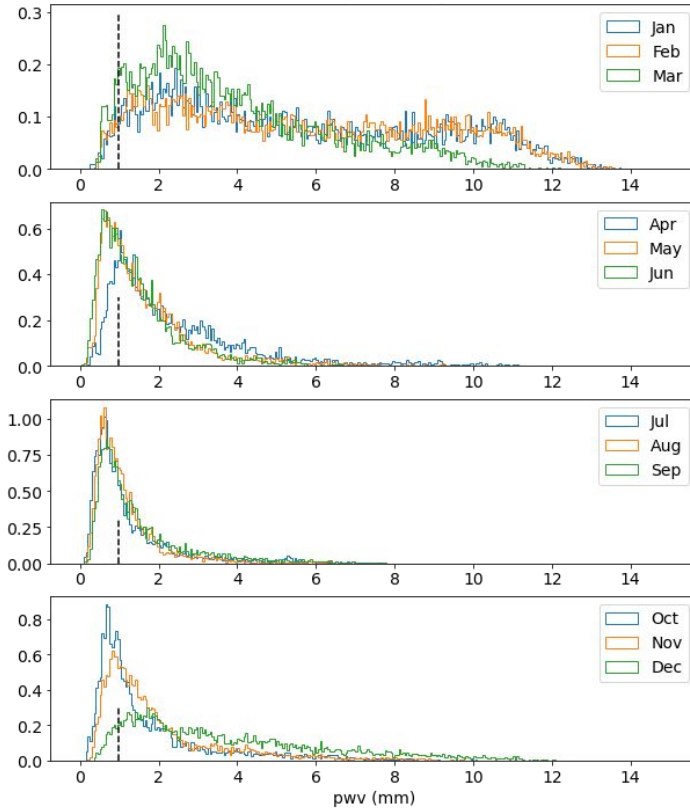 0.3
0.2
0.1
0.0
Jan
Feb
Mar
0 2 4 6 8 10 12 14
0.6
0.4
0.2
0.0
Apr
May
Jun
0 2 4 6 8 10 12 14
1.00
0.75
0.50
0.25
0.00
Jul
Aug
Sep
0 2 4 6 8 10 12 14
0.8
0.6
0.4
0.2
0.0
Oct
Nov
Dec
0 2 4 6 8 10 12 14
pwv (mm)